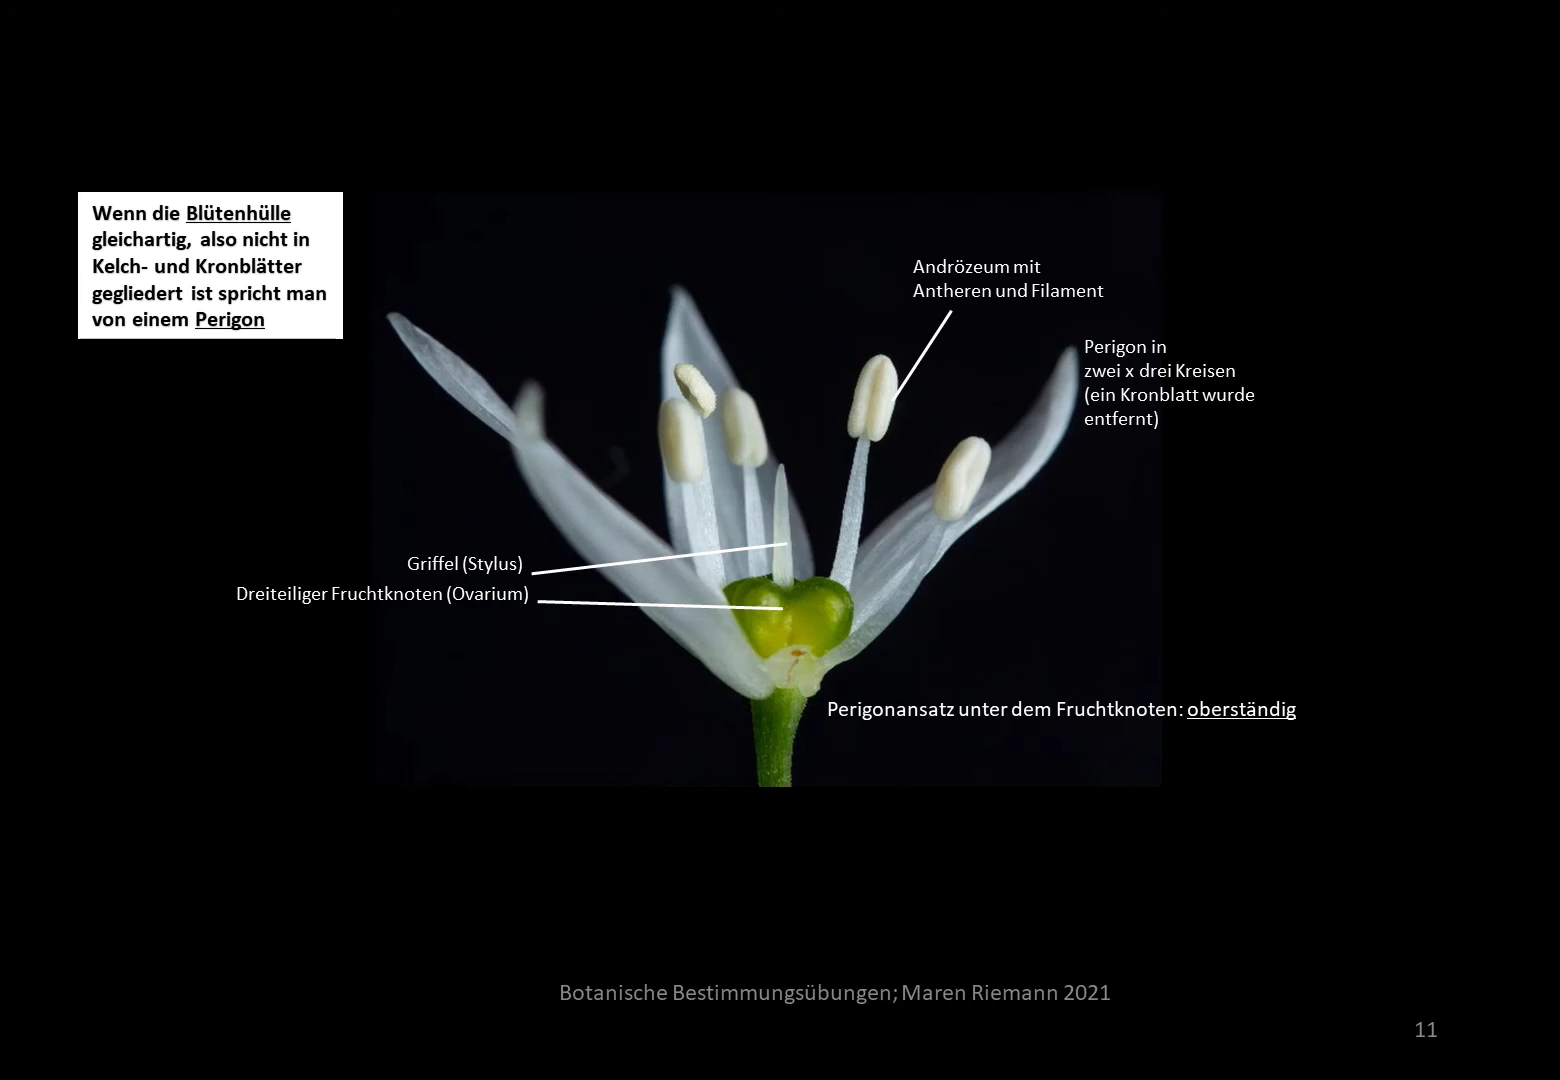 Wenn die Blütenhülle
gleichartig, also nicht in
Kelch- und Kronblätter
gegliedert ist spricht man
von einem Perigon
Andrözeum mit
Antheren und Filament
Perigon in
zwei x drei Kreisen
(ein Kronblatt wurde
entfernt)
Griffel (Stylus)
Dreiteiliger Fruchtknoten (Ovarium)
Perigonansatz unter dem Fruchtknoten: oberständig
Botanische Bestimmungsübungen; Maren Riemann 2021
11